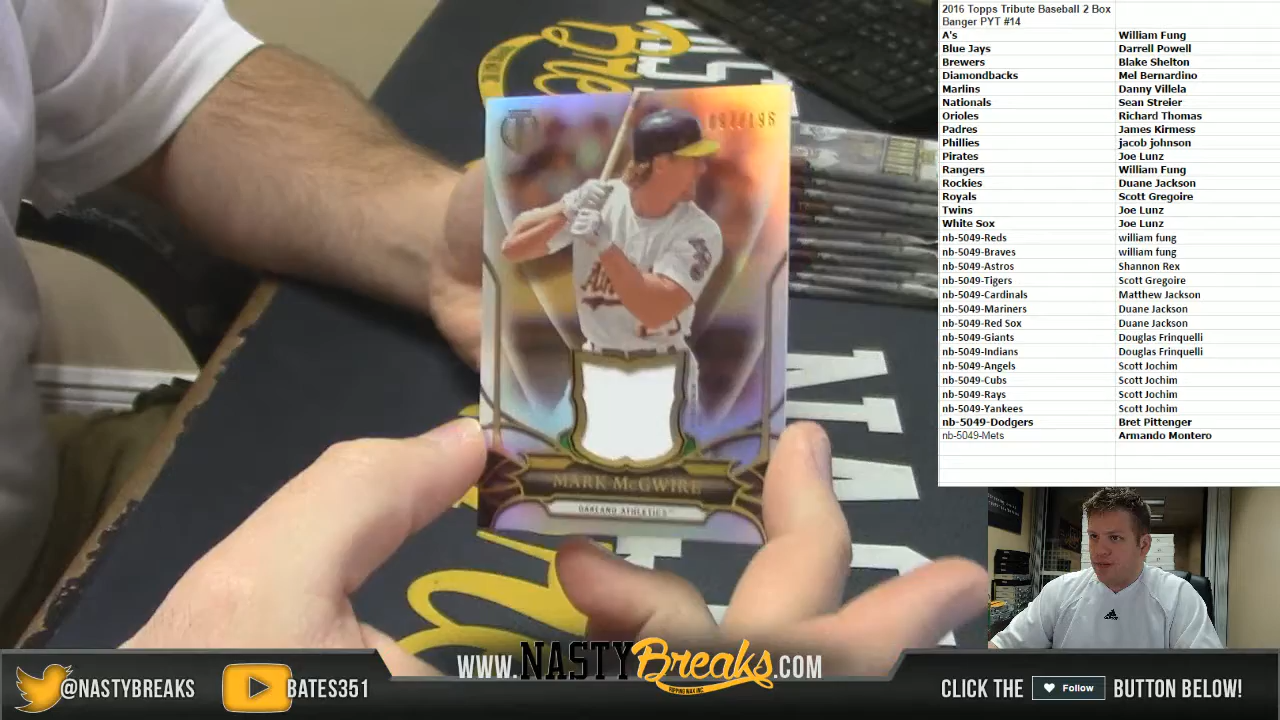 2016 Topps Tribute Baseball 2 Box
Banger PYT #14
A's William Fung
Blue Jays Darrell Powell
Brewers Blake Shelton
Diamondbacks Mel Bernardino
Marlins Danny Villela
Nationals Sean Streier
Orioles Richard Thomas
Padres James Kirmess
Phillies jacob johnson
Pirates Joe Lunz
Rangers William Fung
Rockies Duane Jackson
Royals Scott Gregoire
Twins Joe Lunz
White Sox Joe Lunz
nb-5049-Reds william fung
nb-5049-Braves william fung
nb-5049-Astros Shannon Rex
nb-5049-Tigers Scott Gregoire
nb-5049-Cardinals Matthew Jackson
nb-5049-Mariners Duane Jackson
nb-5049-Red Sox Duane Jackson
nb-5049-Giants Douglas Frinquelli
nb-5049-Indians Douglas Frinquelli
nb-5049-Angels Scott Jochim
nb-5049-Cubs Scott Jochim
nb-5049-Rays Scott Jochim
nb-5049-Yankees Scott Jochim
nb-5049-Dodgers Bret Pittenger
nb-5049-Mets Armando Montero
MARK McGWIRE
OAKLAND ATHLETICS™
@NASTYBREAKS
BATES351
WWW.NASTYBreaks.COM
CLICK THE Follow BUTTON BELOW!